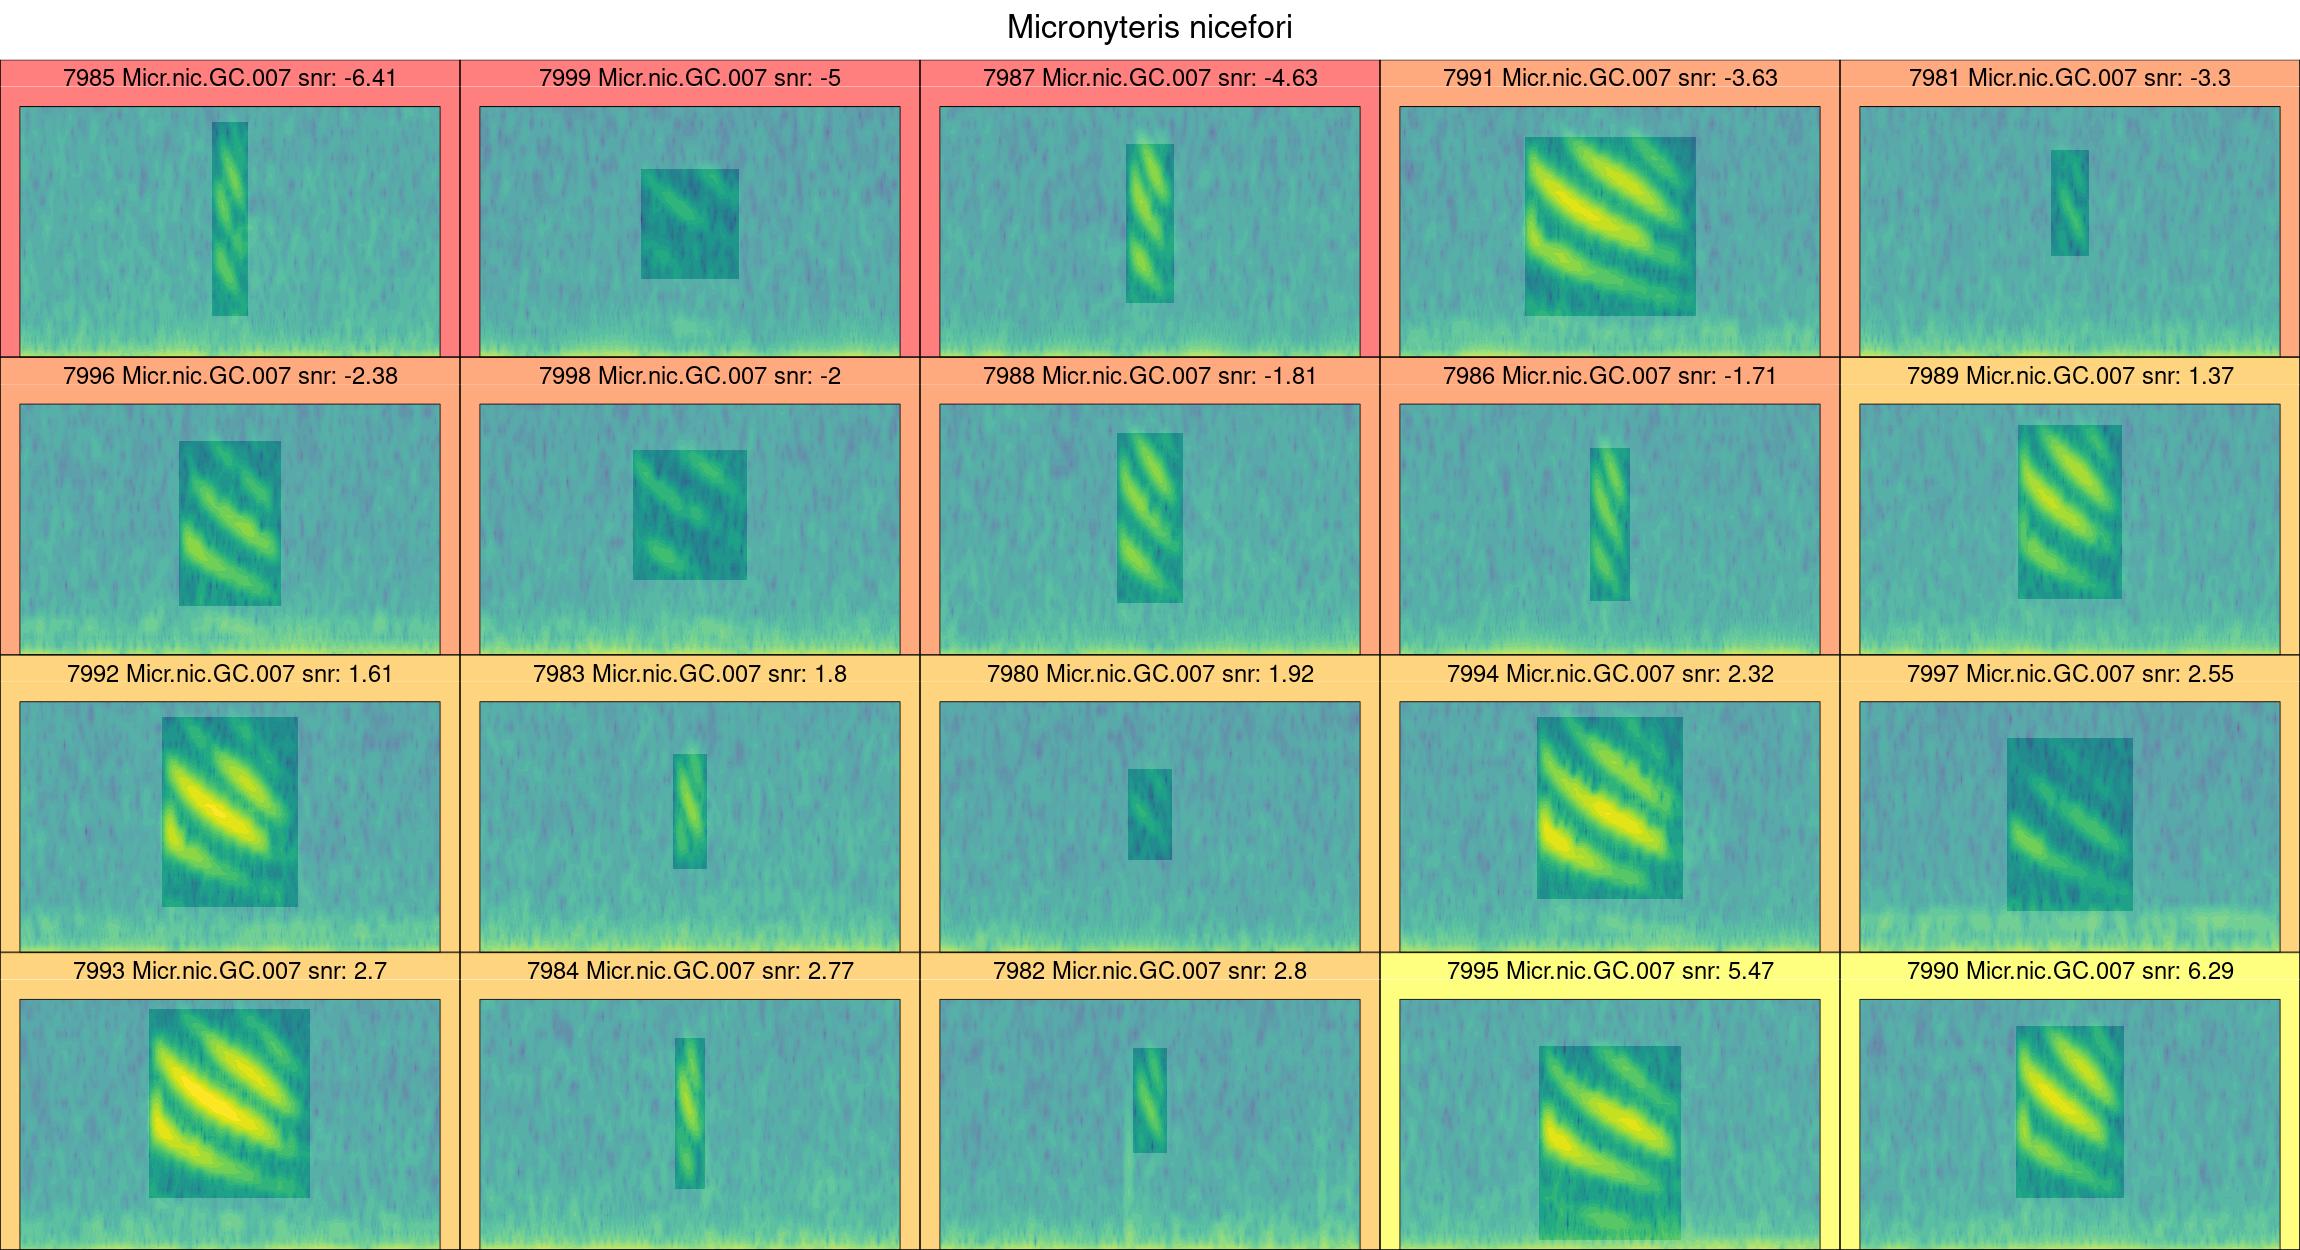 Micronyteris nicefori
7985 Micr.nic.GC.007 snr: -6.41
7999 Micr.nic.GC.007 snr: -5
7987 Micr.nic.GC.007 snr: -4.63
7991 Micr.nic.GC.007 snr: -3.63
7981 Micr.nic.GC.007 snr: -3.3
7996 Micr.nic.GC.007 snr: -2.38
7998 Micr.nic.GC.007 snr: -2
7988 Micr.nic.GC.007 snr: -1.81
7986 Micr.nic.GC.007 snr: -1.71
7989 Micr.nic.GC.007 snr: 1.37
7992 Micr.nic.GC.007 snr: 1.61
7983 Micr.nic.GC.007 snr: 1.8
7980 Micr.nic.GC.007 snr: 1.92
7994 Micr.nic.GC.007 snr: 2.32
7997 Micr.nic.GC.007 snr: 2.55
7993 Micr.nic.GC.007 snr: 2.7
7984 Micr.nic.GC.007 snr: 2.77
7982 Micr.nic.GC.007 snr: 2.8
7995 Micr.nic.GC.007 snr: 5.47
7990 Micr.nic.GC.007 snr: 6.29